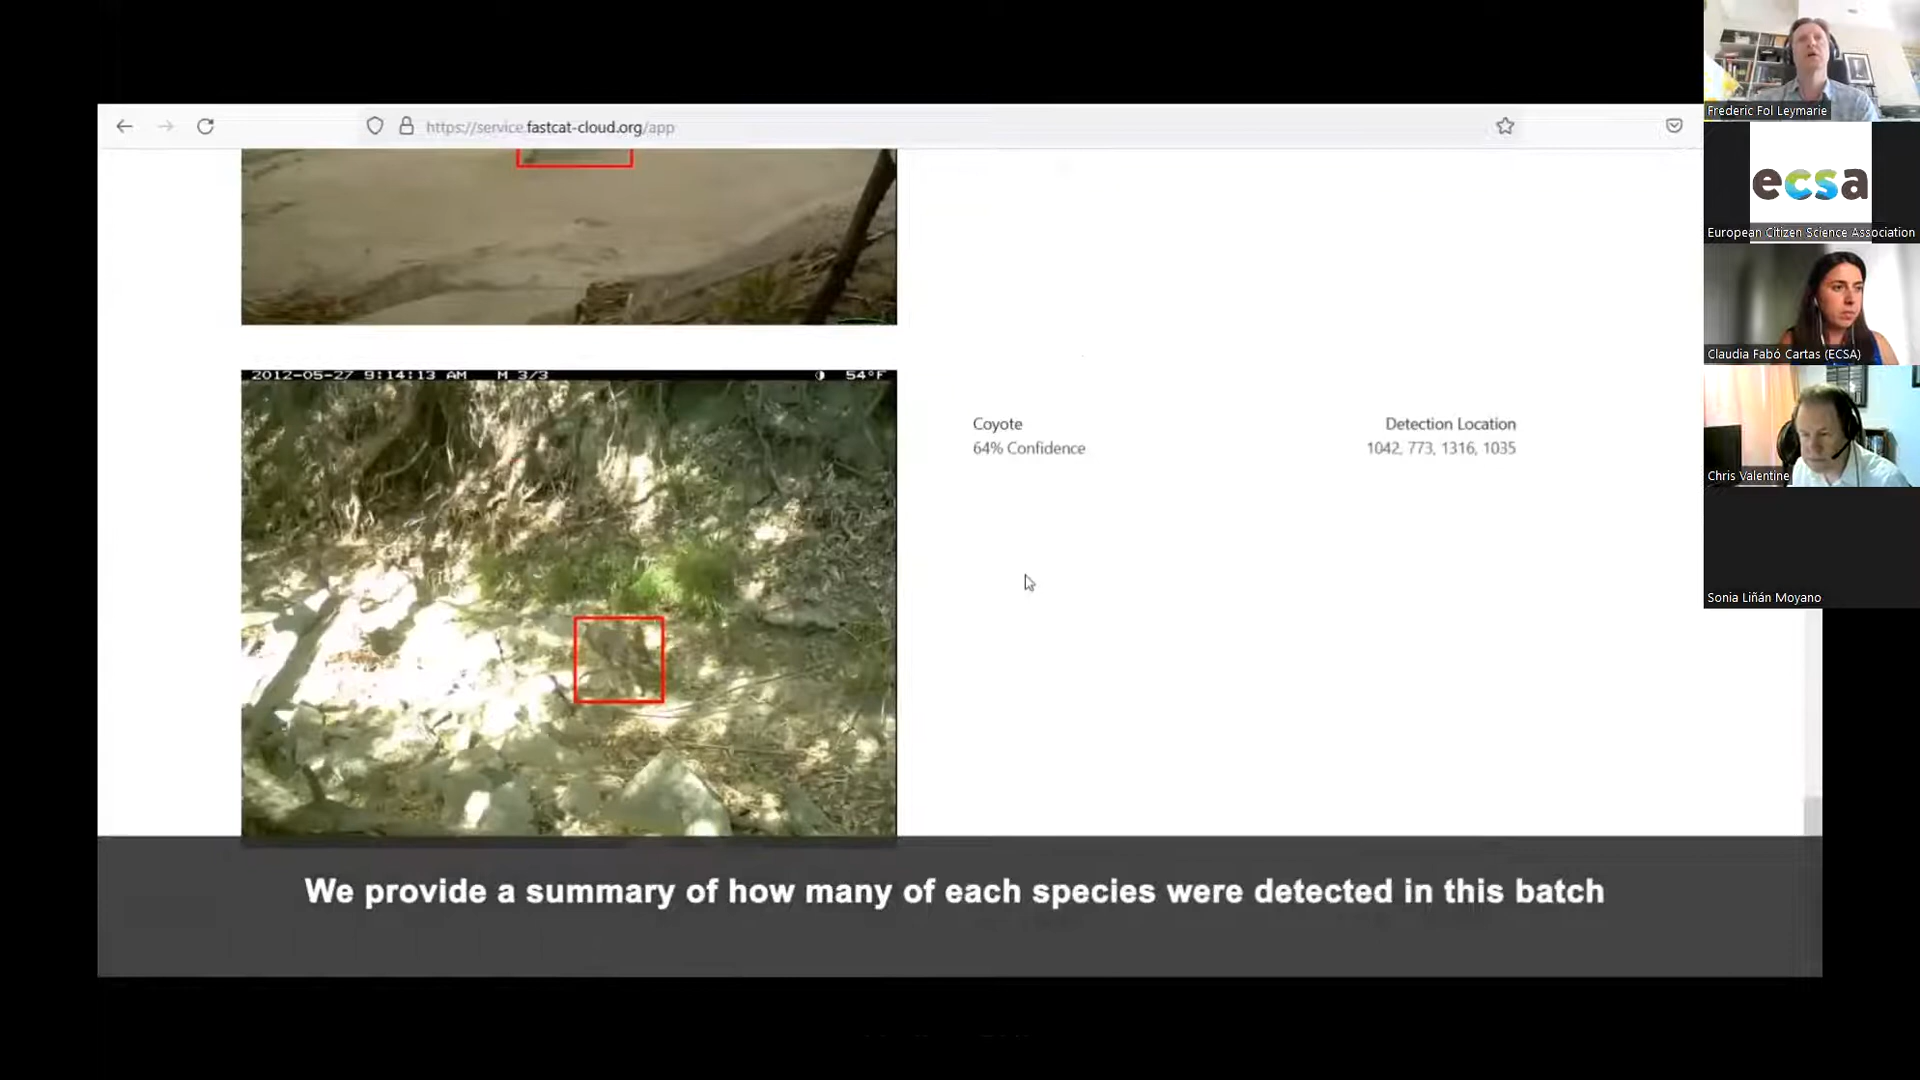 https://service.fastcat-cloud.org/app
2012-05-27 9:14:13 AM M 3/3 54°F
Coyote
64% Confidence
Detection Location
1042, 773, 1316, 1035
We provide a summary of how many of each species were detected in this batch
Frederic Fol Leymarie
ecsa
European Citizen Science Association
Claudia Fabó Cartas (ECSA)
Chris Valentine
Sonia Liñán Moyano